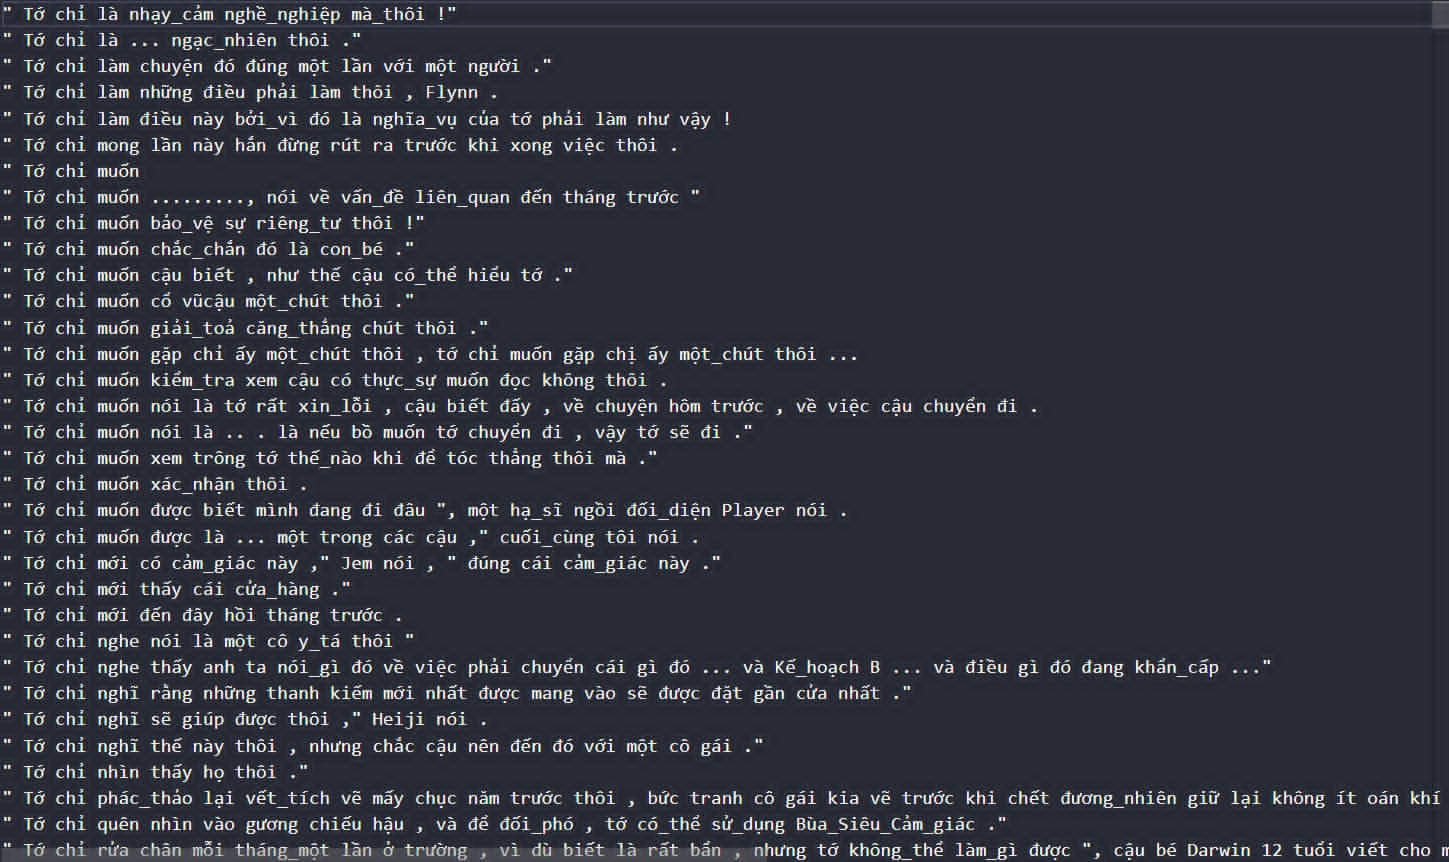 " Tớ chỉ là nhạy_cảm nghề_nghiệp mà_thôi !"
" Tớ chỉ là ... ngạc_nhiên thôi ."
" Tớ chỉ làm chuyện đó đúng một lần với một người ."
" Tớ chỉ làm những điều phải làm thôi , Flynn .
" Tớ chỉ làm điều này bởi_vì đó là nghĩa_vụ của tớ phải làm như vậy !
" Tớ chỉ mong lần này hắn đừng rút ra trước khi xong việc thôi .
" Tớ chỉ muốn
" Tớ chỉ muốn ........., nói về vấn_đề liên_quan đến tháng trước "
" Tớ chỉ muốn bảo_vệ sự riêng_tư thôi !"
" Tớ chỉ muốn chắc_chắn đó là con_bé ."
" Tớ chỉ muốn cậu biết , như thế cậu có_thể hiểu tớ ."
" Tớ chỉ muốn cổ vũcậu một_chút thôi ."
" Tớ chỉ muốn giải_toả căng_thẳng chút thôi ."
" Tớ chỉ muốn gặp chỉ ấy một_chút thôi , tớ chỉ muốn gặp chị ấy một_chút thôi ...
" Tớ chỉ muốn kiểm_tra xem cậu có thực_sự muốn đọc không thôi .
" Tớ chỉ muốn nói là tớ rất xin_lỗi , cậu biết đấy , về chuyện hôm trước , về việc cậu chuyển đi .
" Tớ chỉ muốn nói là .. . là nếu bồ muốn tớ chuyển đi , vậy tớ sẽ đi ."
" Tớ chỉ muốn xem trông tớ thế_nào khi để tóc thẳng thôi mà ."
" Tớ chỉ muốn xác_nhận thôi .
" Tớ chỉ muốn được biết mình đang đi đâu ", một hạ_sĩ ngồi đối_diện Player nói .
" Tớ chỉ muốn được là ... một trong các cậu ," cuối_cùng tôi nói .
" Tớ chỉ mới có cảm_giác này ," Jem nói , " đúng cái cảm_giác này ."
" Tớ chỉ mới thấy cái cửa_hàng ."
" Tớ chỉ mới đến đây hồi tháng trước .
" Tớ chỉ nghe nói là một cô y_tá thôi "
" Tớ chỉ nghe thấy anh ta nói_gì đó về việc phải chuyển cái gì đó ... và Kế_hoạch B ... và điều gì đó đang khẩn_cấp ..."
" Tớ chỉ nghĩ rằng những thanh kiếm mới nhất được mang vào sẽ được đặt gần cửa nhất ."
" Tớ chỉ nghĩ sẽ giúp được thôi ," Heiji nói .
" Tớ chỉ nghĩ thế này thôi , nhưng chắc cậu nên đến đó với một cô gái ."
" Tớ chỉ nhìn thấy họ thôi ."
" Tớ chỉ phác_thảo lại vết_tích vẽ mấy chục năm trước thôi , bức tranh cô gái kia vẽ trước khi chết đương_nhiên giữ lại không ít oán khí
" Tớ chỉ quên nhìn vào gương chiếu hậu , và để đối_phó , tớ có_thể sử_dụng Bùa_Siêu_Cảm_giác ."
" Tớ chỉ rửa chân mỗi tháng_một lần ở trường , vì dù biết là rất bẩn , nhưng tớ không_thể làm_gì được ", cậu bé Darwin 12 tuổi viết cho